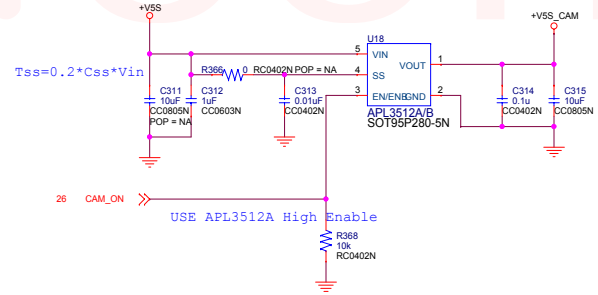 +V5S
+V5S_CAM
U18
5 VIN
VOUT 1
Tss=0.2*Css*Vin
R366 0 RC0402N POP = NA
4 SS
3 EN/ENB
GND 2
APL3512A/B
SOT95P280-5N
C311
10uF
CC0805N
POP = NA
C312
1uF
CC0603N
C313
0.01uF
CC0402N
C314
0.1u
CC0402N
C315
10uF
CC0805N
26 CAM_ON
USE APL3512A High Enable
R368
10k
RC0402N